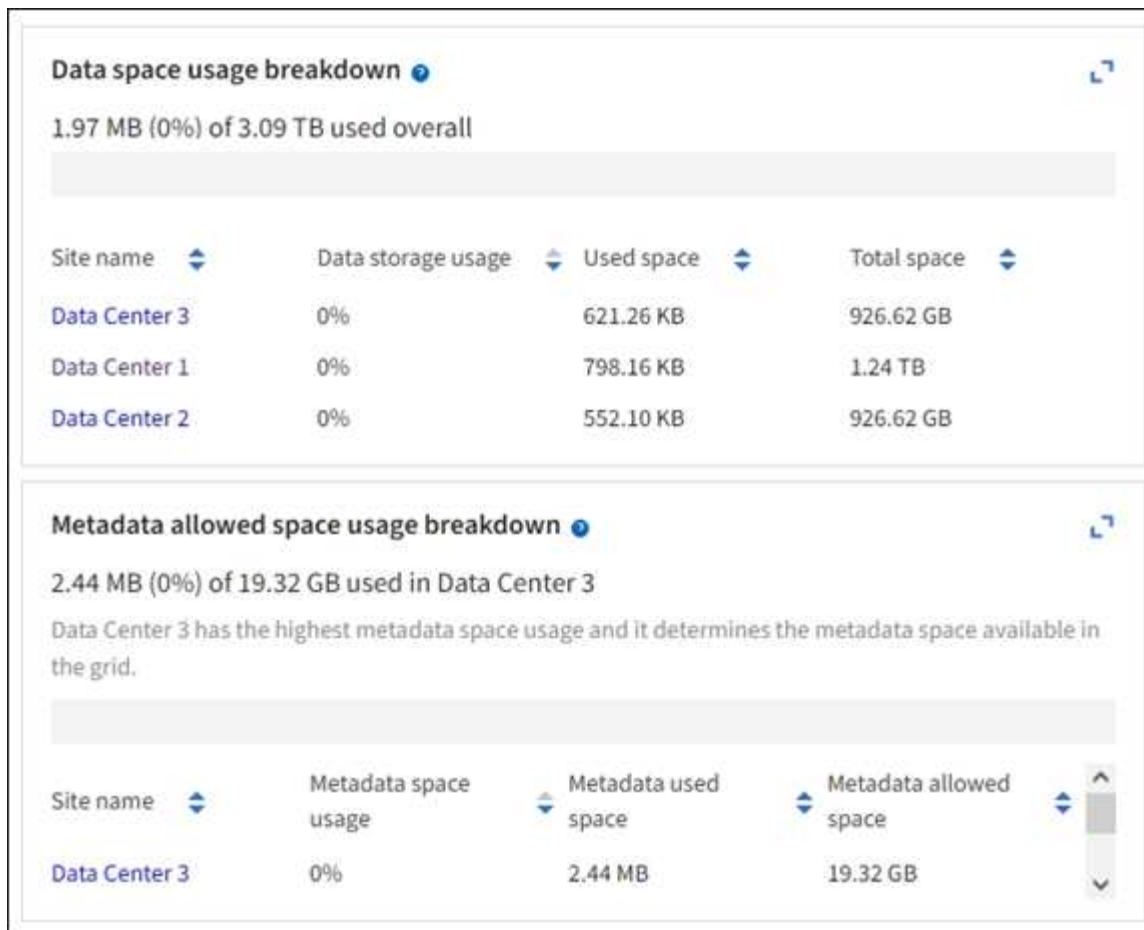 Data space usage breakdown ?
1.97 MB (0%) of 3.09 TB used overall
Site name Data storage usage Used space Total space
Data Center 3 0% 621.26 KB 926.62 GB
Data Center 1 0% 798.16 KB 1.24 TB
Data Center 2 0% 552.10 KB 926.62 GB
Metadata allowed space usage breakdown ?
2.44 MB (0%) of 19.32 GB used in Data Center 3
Data Center 3 has the highest metadata space usage and it determines the metadata space available in
the grid.
Site name Metadata space usage Metadata used space Metadata allowed space
Data Center 3 0% 2.44 MB 19.32 GB